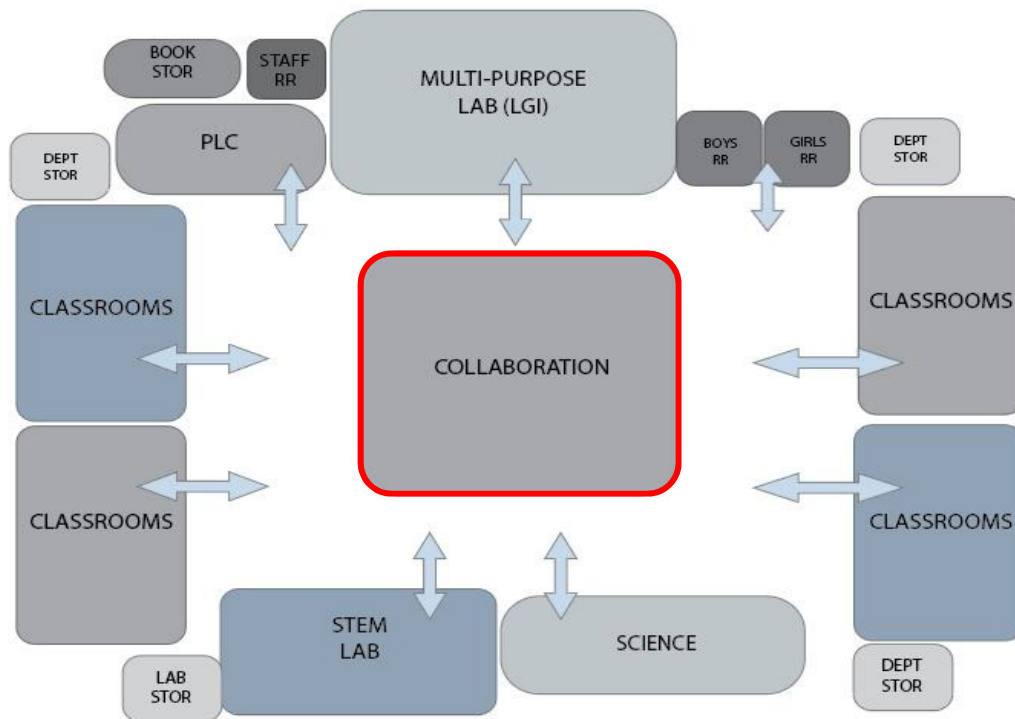 BOOK
STOR
STAFF
RR
MULTI-PURPOSE
LAB (LGI)
PLC
BOYS
RR
GIRLS
RR
DEPT
STOR
DEPT
STOR
CLASSROOMS
CLASSROOMS
COLLABORATION
CLASSROOMS
CLASSROOMS
STEM
LAB
SCIENCE
LAB
STOR
DEPT
STOR